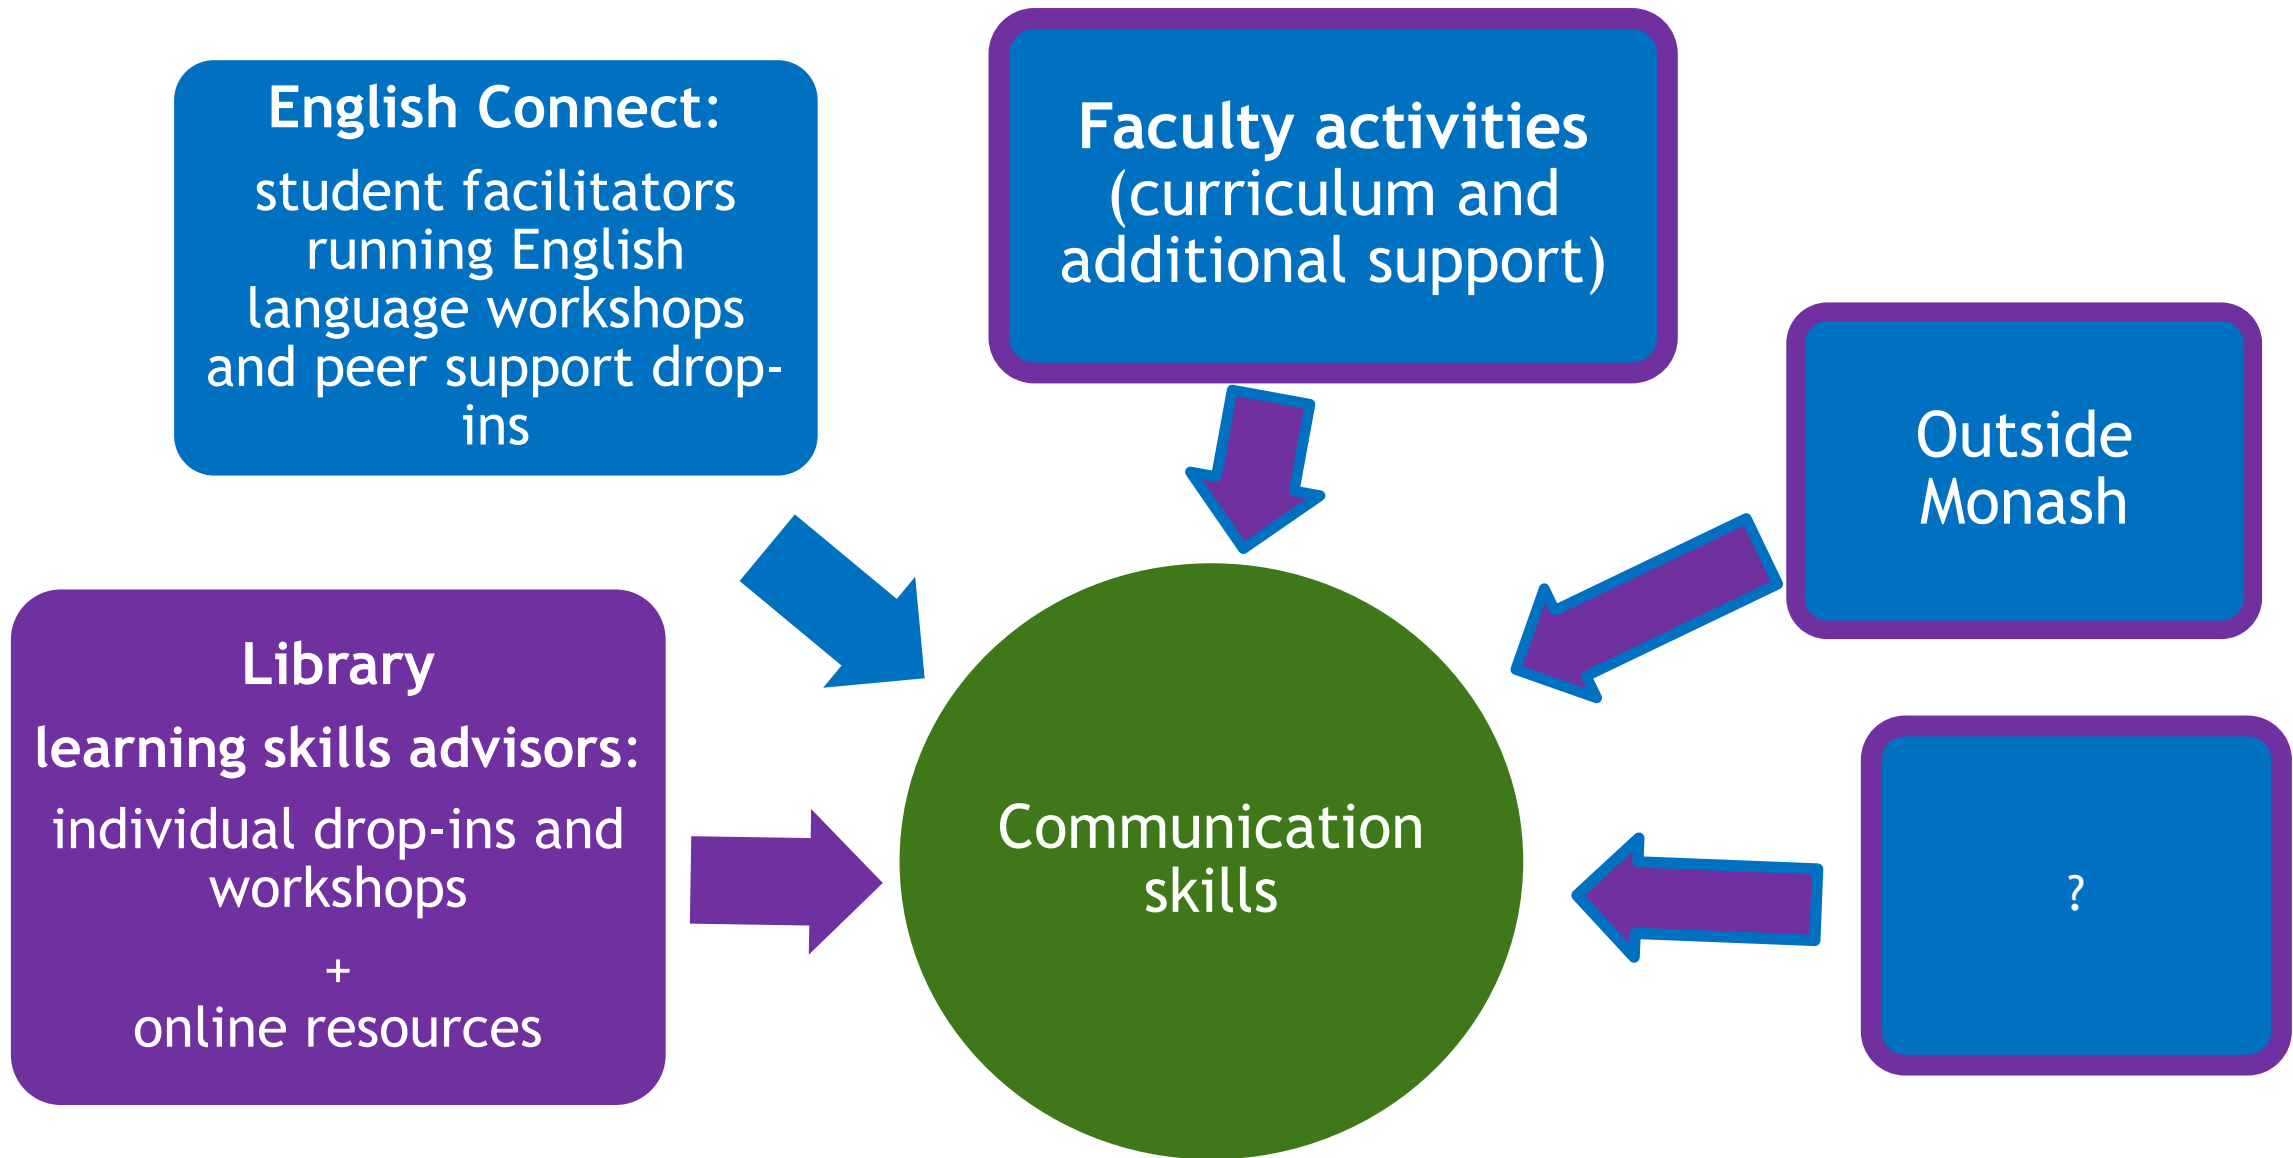 English Connect:
student facilitators
running English
language workshops
and peer support drop-
ins
Faculty activities
(curriculum and
additional support)
Outside
Monash
Library
learning skills advisors:
individual drop-ins and
workshops
+
online resources
Communication
skills
?